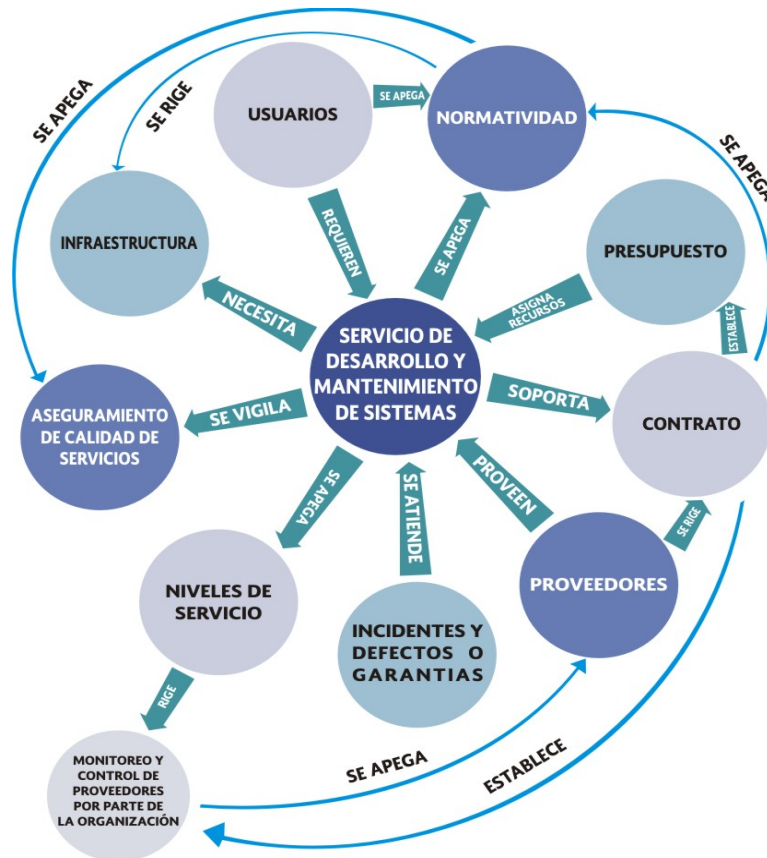 SE APEGA
SE RIGE
USUARIOS
SE APEGA
NORMATIVIDAD
SE APEGA
INFRAESTRUCTURA
REQUIEREN
SE APEGA
PRESUPUESTO
NECESITA
ASIGNA
RECURSOS
ESTABLECE
SERVICIO DE
DESARROLLO Y
MANTENIMIENTO
DE SISTEMAS
ASEGURAMIENTO
DE CALIDAD DE
SERVICIOS
SE VIGILA
SOPORTA
CONTRATO
SE APEGA
SE ATIENDE
PROVEEN
SE RIGE
NIVELES DE
SERVICIO
INCIDENTES Y
DEFECTOS O
GARANTIAS
PROVEEDORES
RIGE
MONITOREO Y
CONTROL DE
PROVEEDORES
POR PARTE DE
LA ORGANIZACIÓN
SE APEGA
ESTABLECE